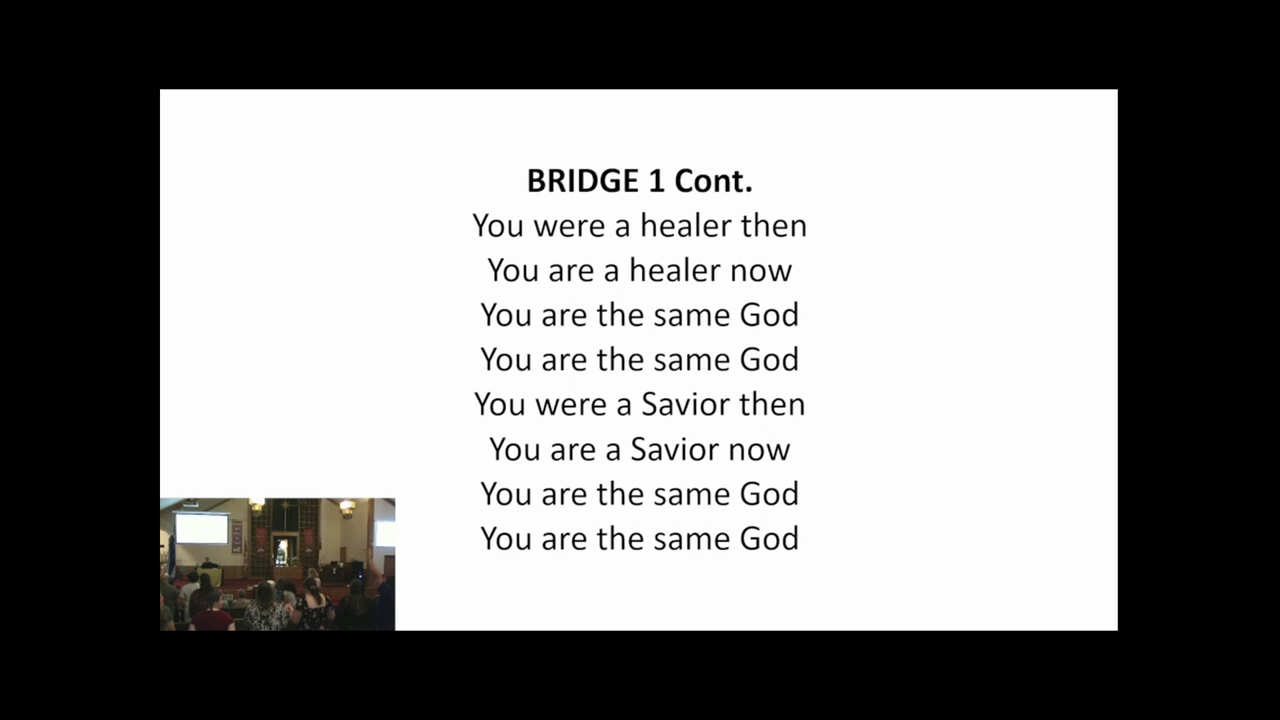 BRIDGE 1 Cont.
You were a healer then
You are a healer now
You are the same God
You are the same God
You were a Savior then
You are a Savior now
You are the same God
You are the same God